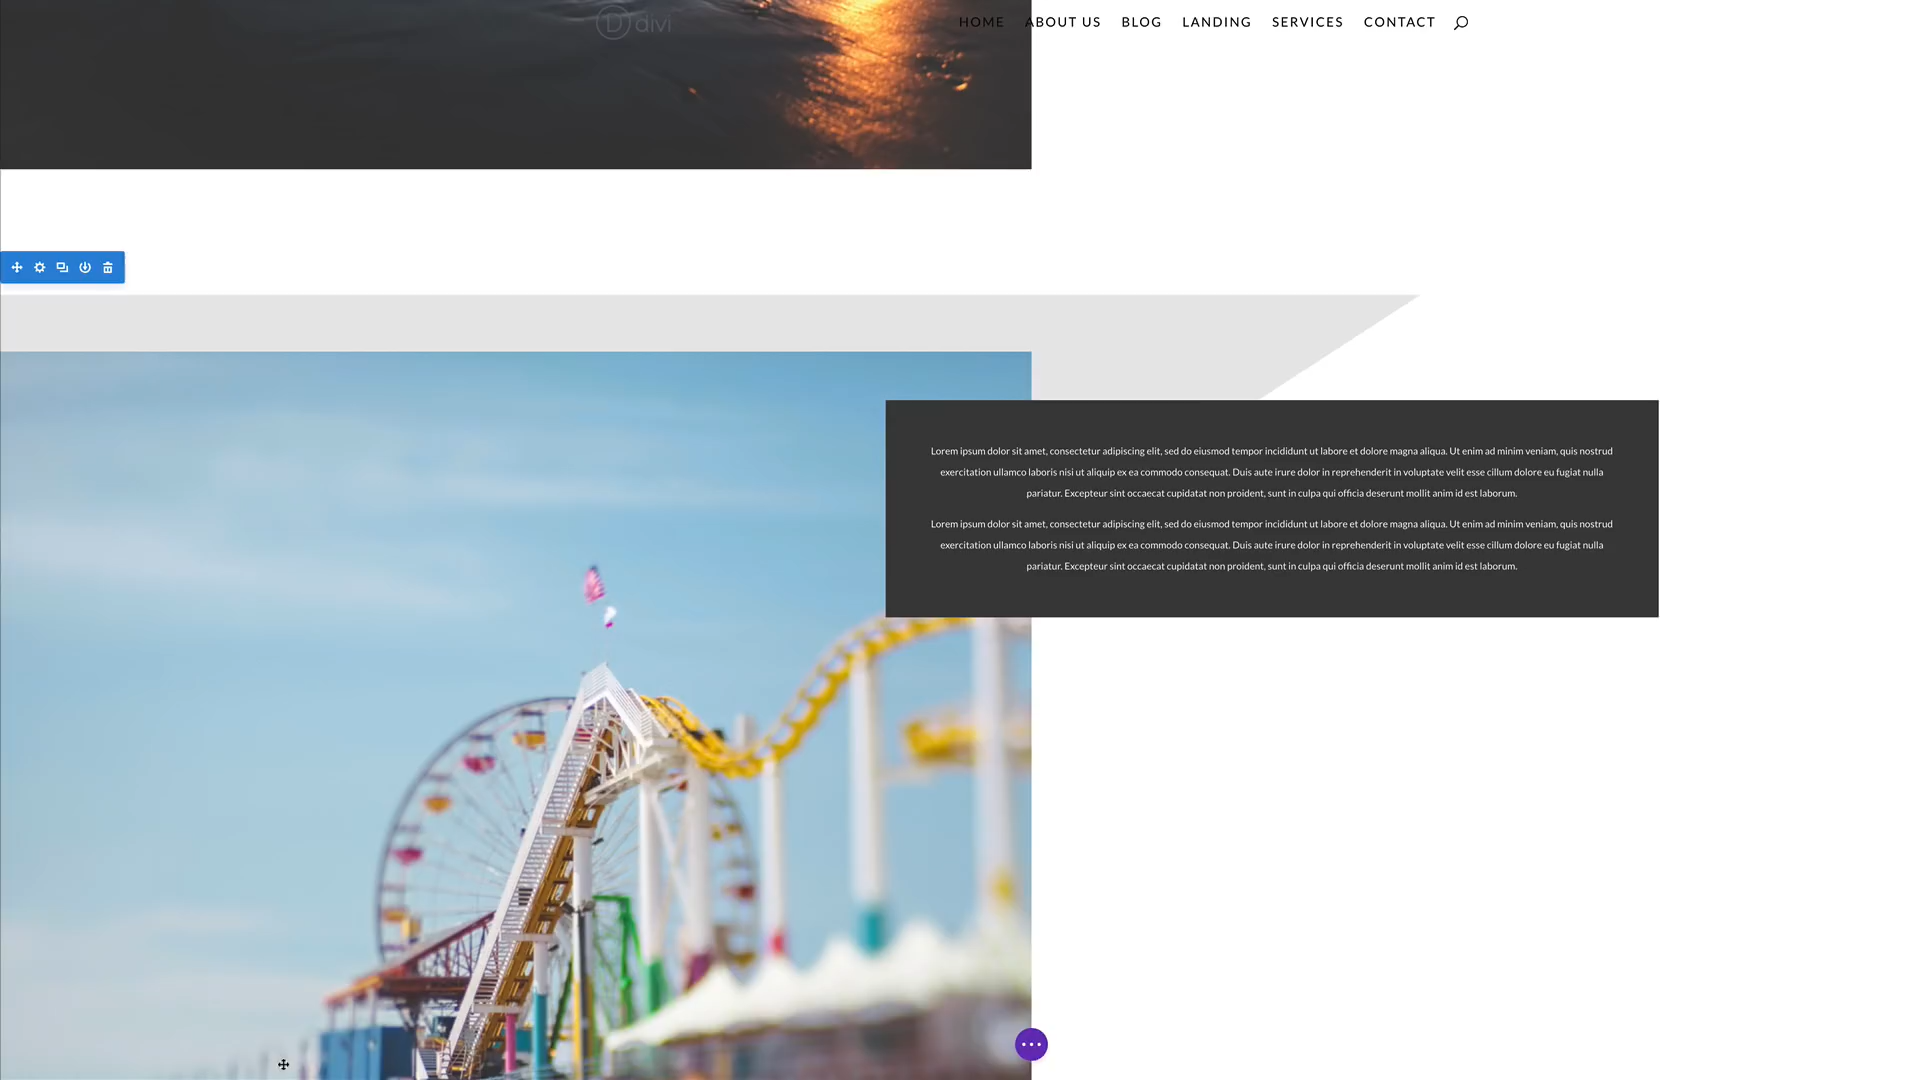 divi
HOME ABOUT US BLOG LANDING SERVICES CONTACT
Lorem ipsum dolor sit amet, consectetur adipiscing elit, sed do eiusmod tempor incididunt ut labore et dolore magna aliqua. Ut enim ad minim veniam, quis nostrud
exercitation ullamco laboris nisi ut aliquip ex ea commodo consequat. Duis aute irure dolor in reprehenderit in voluptate velit esse cillum dolore eu fugiat nulla
pariatur. Excepteur sint occaecat cupidatat non proident, sunt in culpa qui officia deserunt mollit anim id est laborum.
Lorem ipsum dolor sit amet, consectetur adipiscing elit, sed do eiusmod tempor incididunt ut labore et dolore magna aliqua. Ut enim ad minim veniam, quis nostrud
exercitation ullamco laboris nisi ut aliquip ex ea commodo consequat. Duis aute irure dolor in reprehenderit in voluptate velit esse cillum dolore eu fugiat nulla
pariatur. Excepteur sint occaecat cupidatat non proident, sunt in culpa qui officia deserunt mollit anim id est laborum.